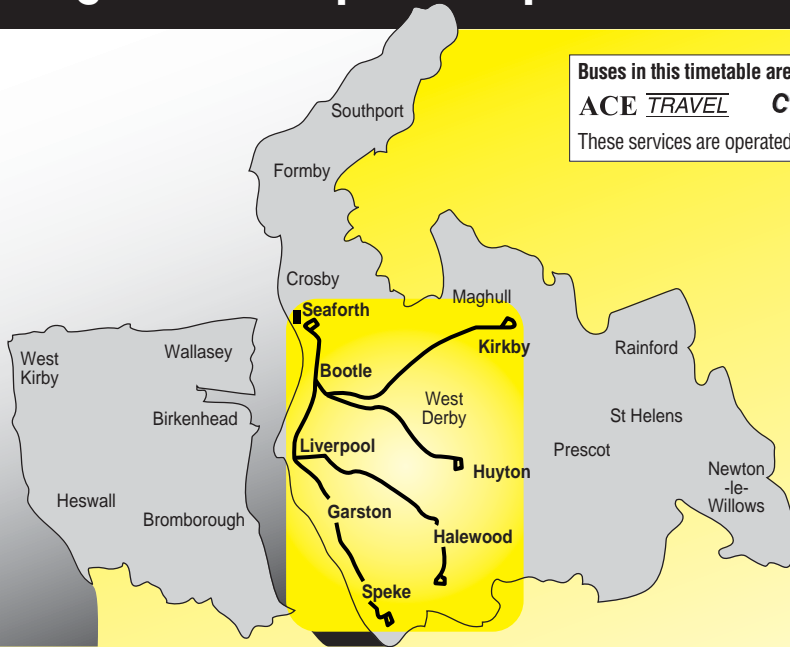 Buses in this timetable are
ACE TRAVEL C
These services are operated
Southport
Formby
Crosby
Maghull
Seaforth
Kirkby
Rainford
Wallasey
West
Kirby
Bootle
West
Derby
Birkenhead
St Helens
Liverpool
Prescot
Huyton
Newton
-le-
Willows
Heswall
Garston
Bromborough
Halewood
Speke